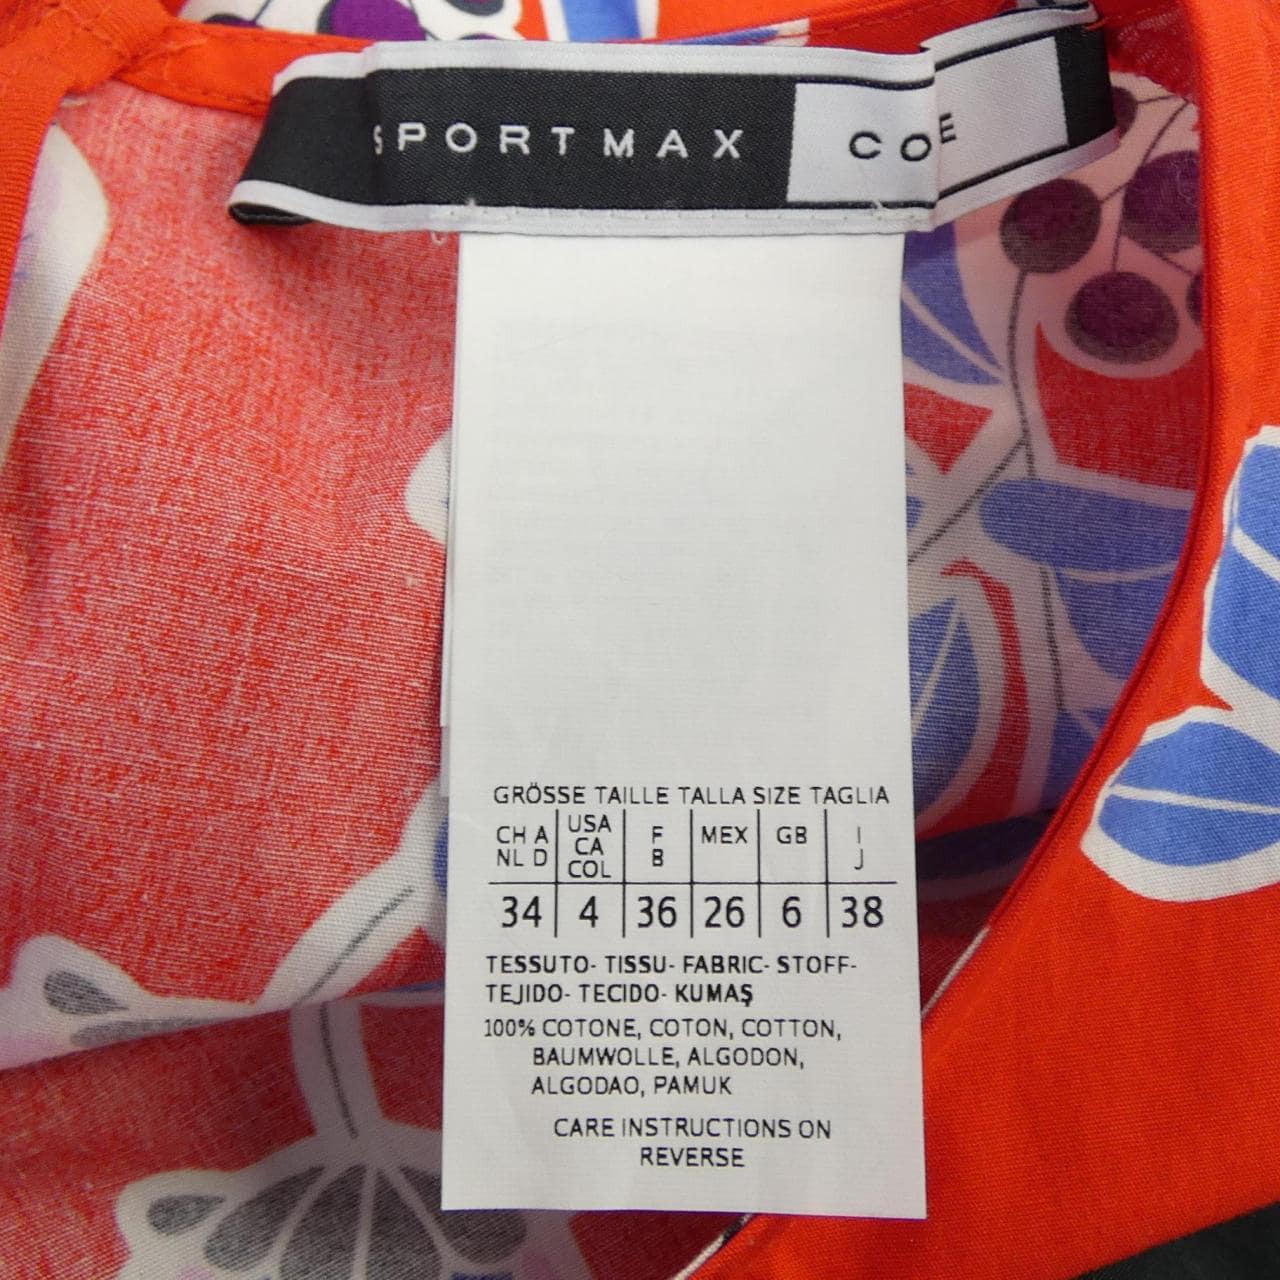 SPORTMAX CO E
GRÖSSE TAILLE TALLA SIZE TAGLIA
CH A USA F MEX GB I
NL D CA B J
COL
34 4 36 26 6 38
TESSUTO- TISSU- FABRIC- STOFF-
TEJIDO- TECIDO- KUMAŞ
100% COTONE, COTON, COTTON,
BAUMWOLLE, ALGODON,
ALGODAO, PAMUK
CARE INSTRUCTIONS ON
REVERSE